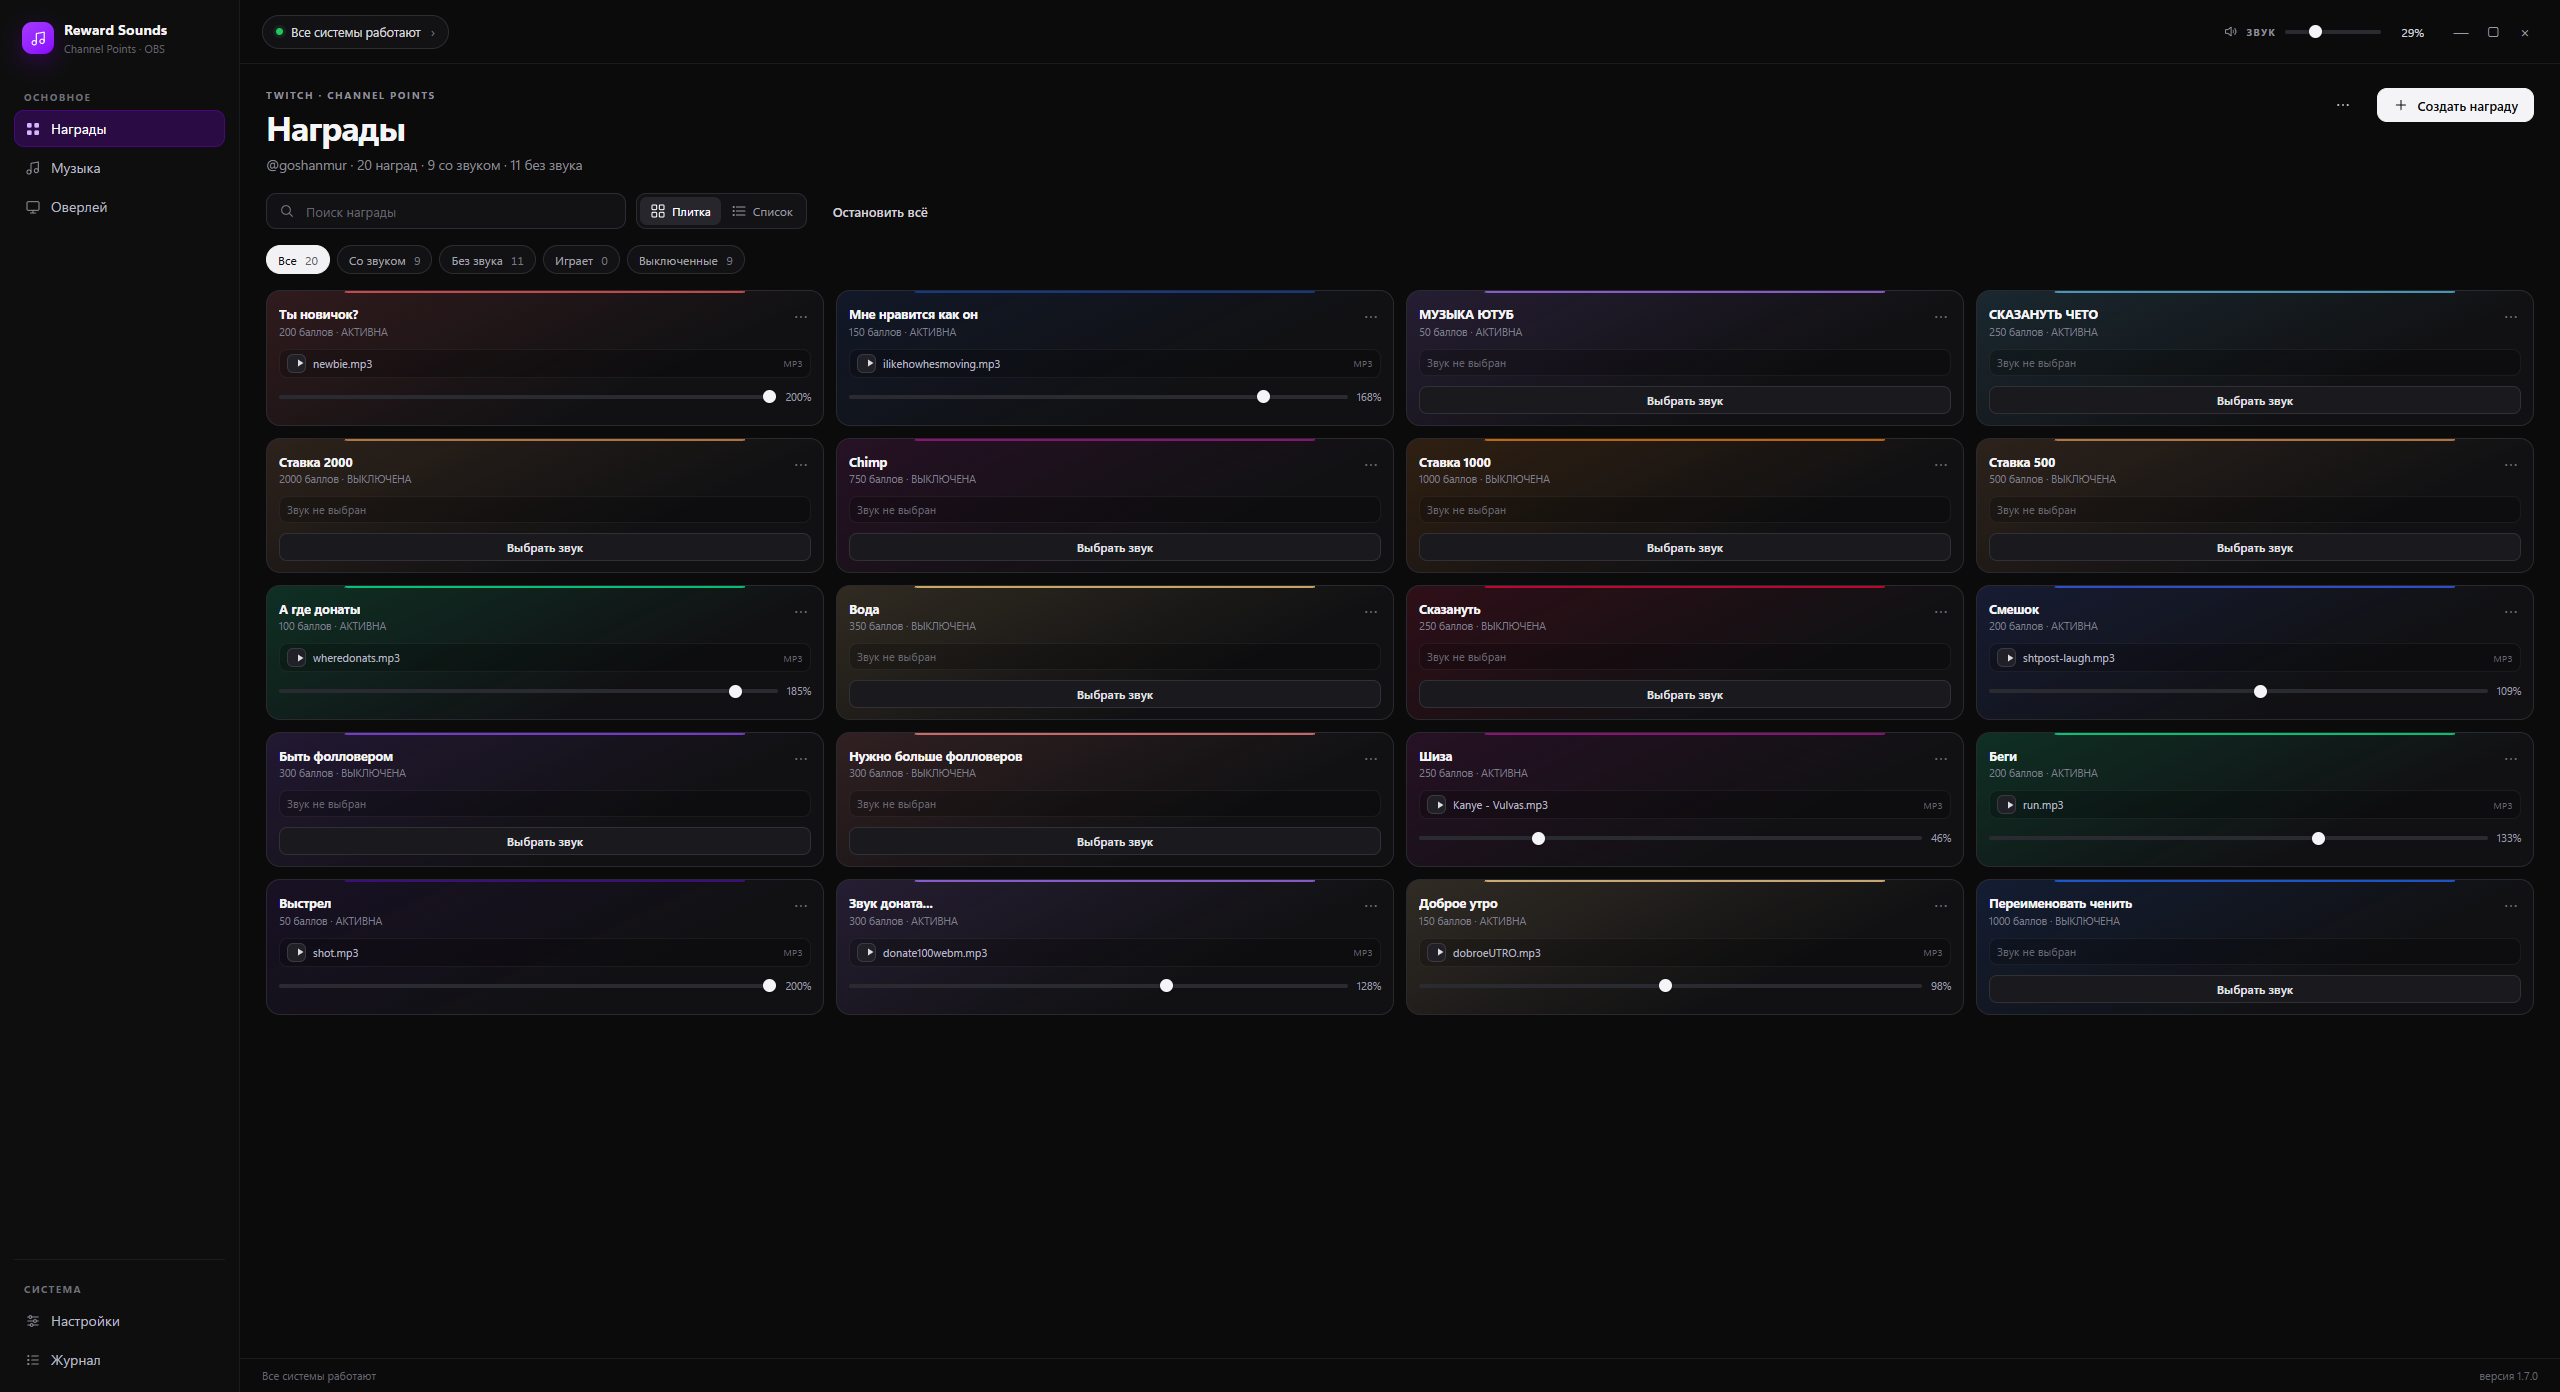 Reward Sounds
Channel Points · OBS
ОСНОВНОЕ
Награды
Музыка
Оверлей
СИСТЕМА
Настройки
Журнал
Все системы работают ›
ЗВУК 29%
TWITCH · CHANNEL POINTS
Награды
@goshanmur · 20 наград · 9 со звуком · 11 без звука
... Создать награду
Поиск награды
Плитка Список
Остановить всё
Все 20 Со звуком 9 Без звука 11 Играет 0 Выключенные 9
Ты новичок?
200 баллов · АКТИВНА
newbie.mp3 MP3
200%
Мне нравится как он
150 баллов · АКТИВНА
ilikehowhesmoving.mp3 MP3
168%
МУЗЫКА ЮТУБ
50 баллов · АКТИВНА
Звук не выбран
Выбрать звук
СКАЗАНУТЬ ЧЕТО
250 баллов · АКТИВНА
Звук не выбран
Выбрать звук
Ставка 2000
2000 баллов · ВЫКЛЮЧЕНА
Звук не выбран
Выбрать звук
Chimp
750 баллов · ВЫКЛЮЧЕНА
Звук не выбран
Выбрать звук
Ставка 1000
1000 баллов · ВЫКЛЮЧЕНА
Звук не выбран
Выбрать звук
Ставка 500
500 баллов · ВЫКЛЮЧЕНА
Звук не выбран
Выбрать звук
А где донаты
100 баллов · АКТИВНА
wheredonats.mp3 MP3
185%
Вода
350 баллов · ВЫКЛЮЧЕНА
Звук не выбран
Выбрать звук
Сказануть
250 баллов · ВЫКЛЮЧЕНА
Звук не выбран
Выбрать звук
Смешок
200 баллов · АКТИВНА
shtpost-laugh.mp3 MP3
109%
Быть фолловером
300 баллов · ВЫКЛЮЧЕНА
Звук не выбран
Выбрать звук
Нужно больше фолловеров
300 баллов · ВЫКЛЮЧЕНА
Звук не выбран
Выбрать звук
Шиза
250 баллов · АКТИВНА
Kanye - Vulvas.mp3 MP3
46%
Беги
200 баллов · АКТИВНА
run.mp3 MP3
133%
Выстрел
50 баллов · АКТИВНА
shot.mp3 MP3
200%
Звук доната...
300 баллов · АКТИВНА
donate100webm.mp3 MP3
128%
Доброе утро
150 баллов · АКТИВНА
dobroeUTRO.mp3 MP3
98%
Переименовать ченить
1000 баллов · ВЫКЛЮЧЕНА
Звук не выбран
Выбрать звук
Все системы работают
версия 1.7.0